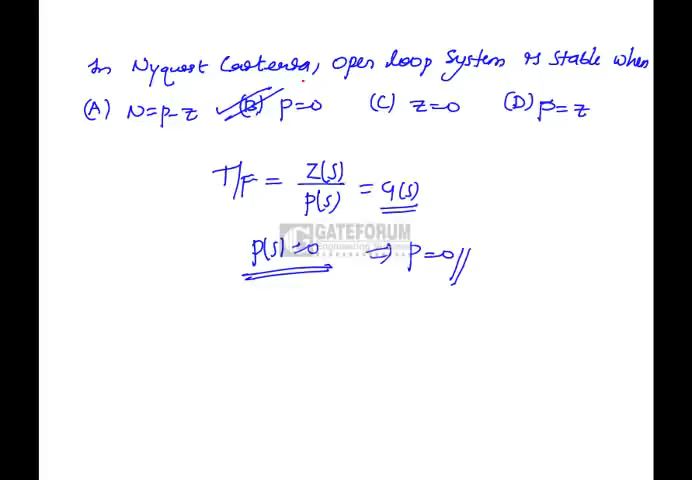 In Nyquist Criteria, open loop system is stable when
(A) N=P-Z (B) P=0 (C) Z=0 (D) P=Z
T/F = Z(s)/P(s) = G(s)
GATEFORUM
P(s)=0 → P=0//